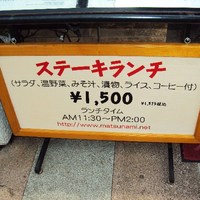 ステーキランチ
(サラダ、温野菜、みそ汁、漬物、ライス、コーヒー付)
¥1,500
ランチタイム
AM11:30〜PM2:00
http://www.matsunami.net